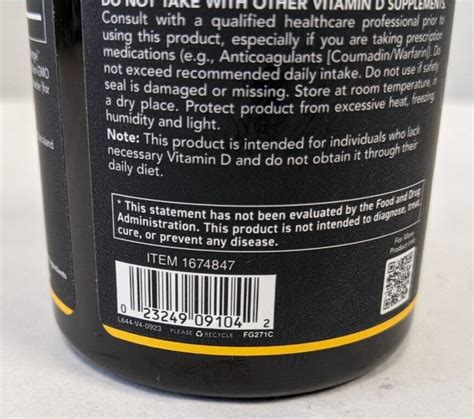 DO NOT TAKE WITH OTHER VITAMIN D SUPPLEMENTS.
Consult with a qualified healthcare professional prior to
using this product, especially if you are taking prescription
medications (e.g., Anticoagulants [Coumadin/Warfarin]). Do
not exceed recommended daily intake. Do not use if safety
seal is damaged or missing. Store at room temperature, in
a dry place. Protect product from excessive heat, freezing,
humidity and light.
Note: This product is intended for individuals who lack
necessary Vitamin D and do not obtain it through their
daily diet.
* This statement has not been evaluated by the Food and Drug
Administration. This product is not intended to diagnose, treat,
cure, or prevent any disease.
For More
Product Info
ITEM 1674847
0 23249 09104 2
L644-V4-0923 PLEASE RECYCLE FG271C